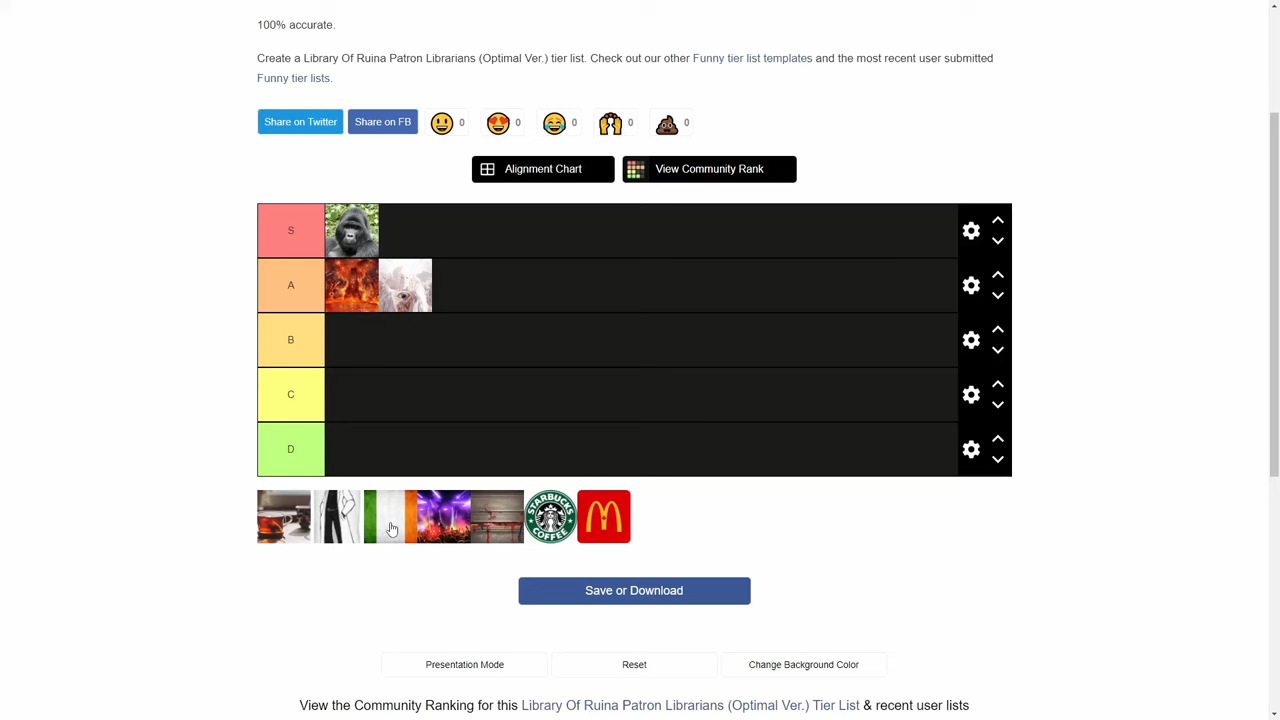 100% accurate.
Create a Library Of Ruina Patron Librarians (Optimal Ver.) tier list. Check out our other Funny tier list templates and the most recent user submitted
Funny tier lists.
Share on Twitter
Share on FB
0
0
0
0
0
Alignment Chart
View Community Rank
S
A
B
C
D
STARBUCKS
COFFEE
Save or Download
Presentation Mode
Reset
Change Background Color
View the Community Ranking for this Library Of Ruina Patron Librarians (Optimal Ver.) Tier List & recent user lists